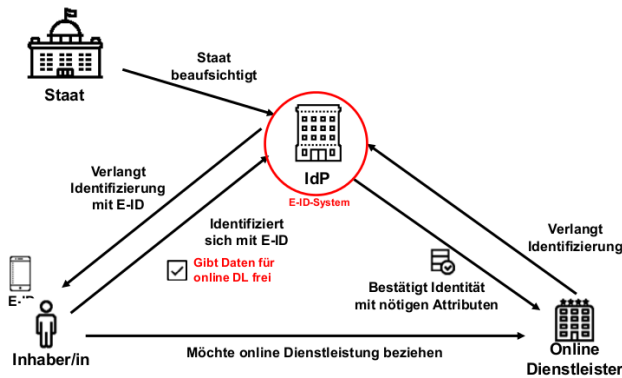 Staat
Staat
beaufsichtigt
IdP
E-ID-System
Verlangt
Identifizierung
mit E-ID
Identifiziert
sich mit E-ID
Gibt Daten für
online DL frei
Verlangt
Identifizierung
Bestätigt Identität
mit nötigen Attributen
Inhaber/in
Möchte online Dienstleistung beziehen
Online
Dienstleister